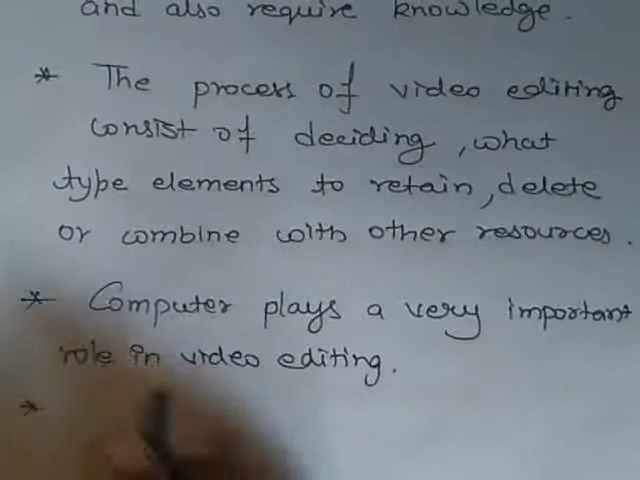 and also require knowledge.
* The process of video editing
consist of deciding, what
type elements to retain, delete
or combine with other resources.
* Computer plays a very important
role in video editing.
*